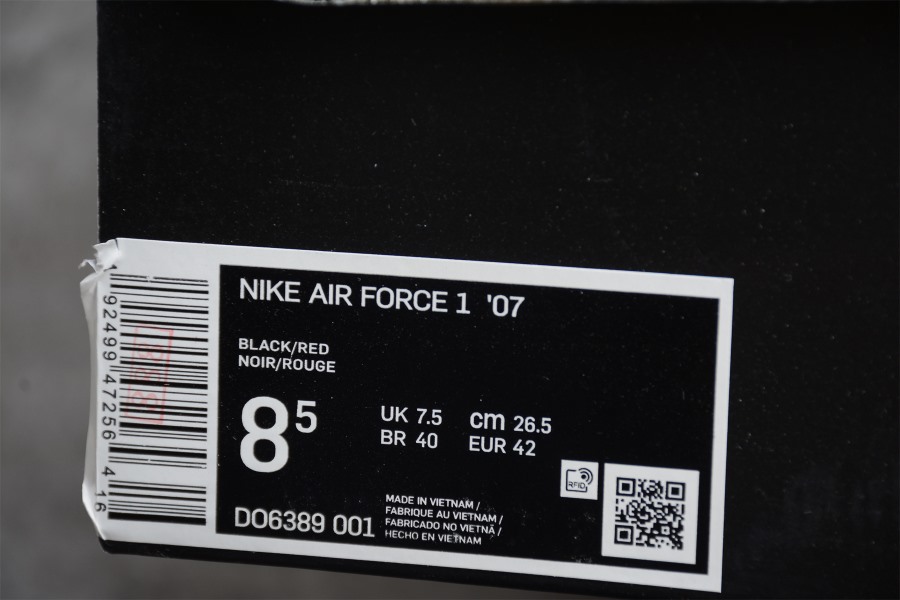 NIKE AIR FORCE 1 '07
BLACK/RED
NOIR/ROUGE
8 5
UK 7.5 cm 26.5
BR 40 EUR 42
RFID
MADE IN VIETNAM /
FABRIQUE AU VIETNAM /
FABRICADO NO VIETNÃ /
HECHO EN VIETNAM
DO6389 001
92499 47256 4 16